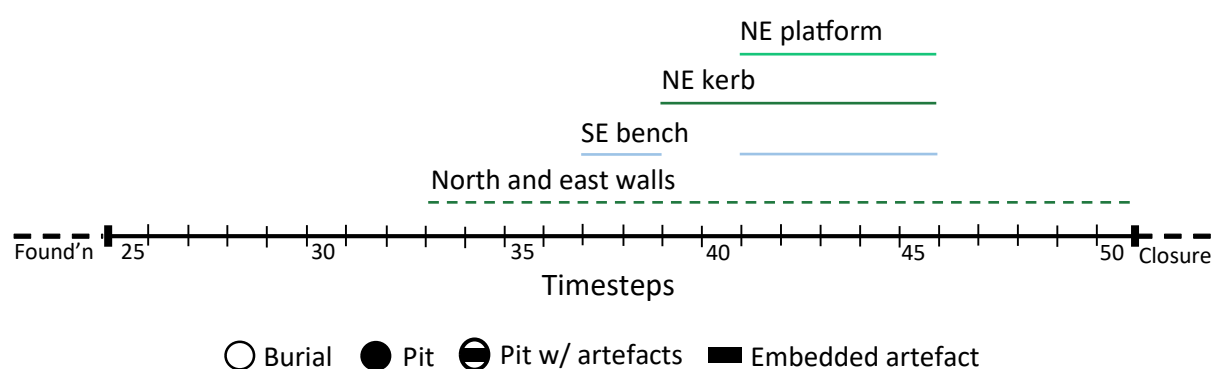 NE platform
NE kerb
SE bench
North and east walls
Found'n 25 30 35 40 45 50 Closure
Timesteps
Burial Pit Pit w/ artefacts Embedded artefact